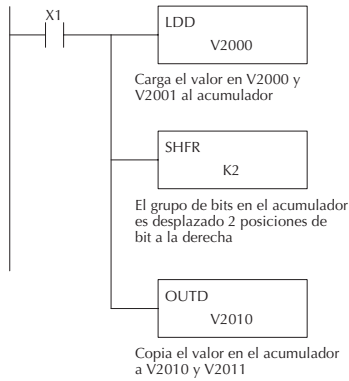 X1
LDD
V2000
Carga el valor en V2000 y
V2001 al acumulador
SHFR
K2
El grupo de bits en el acumulador
es desplazado 2 posiciones de
bit a la derecha
OUTD
V2010
Copia el valor en el acumulador
a V2010 y V2011